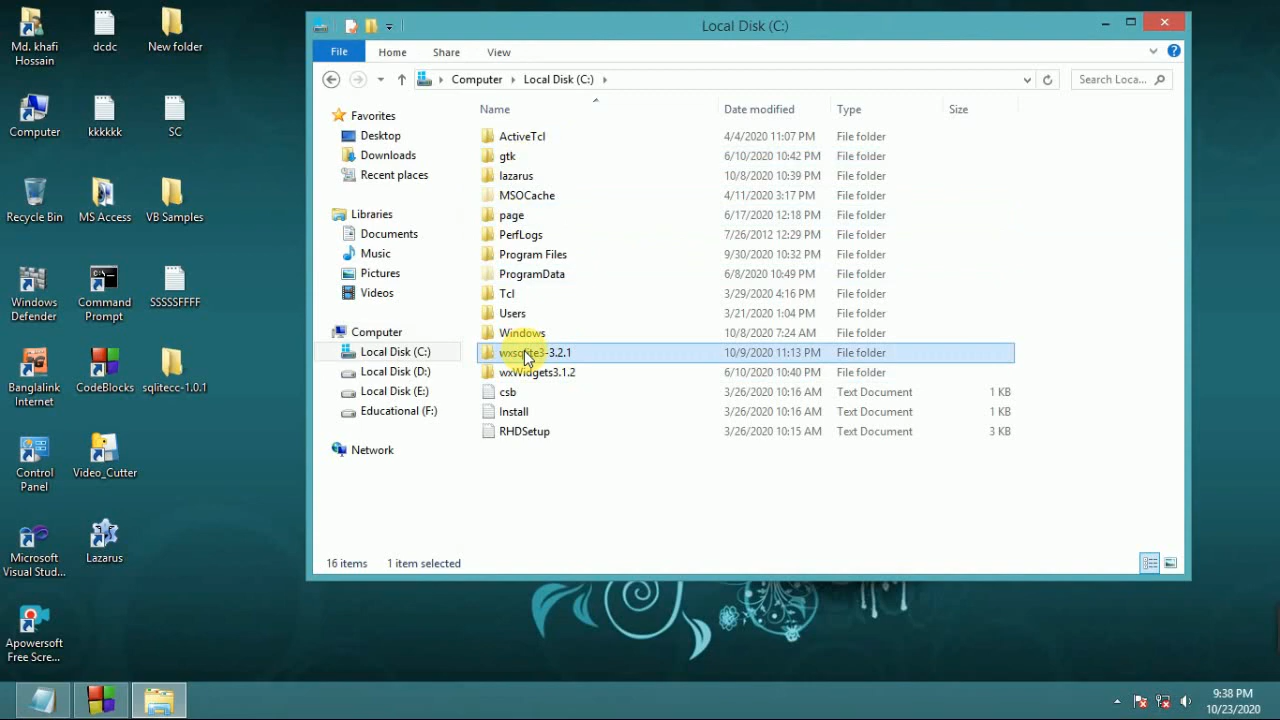 Md. khafi
Hossain
dcdc
New folder
Computer
kkkkkk
SC
Recycle Bin
MS Access
VB Samples
Windows
Defender
Command
Prompt
SSSSSFFFF
Banglalink
Internet
CodeBlocks
sqlitecc-1.0.1
Control
Panel
Video_Cutter
Microsoft
Visual Stud...
Lazarus
Apowersoft
Free Scre...
Local Disk (C:)
File Home Share View
Computer Local Disk (C:)
Search Loca...
Favorites
Desktop
Downloads
Recent places
Libraries
Documents
Music
Pictures
Videos
Computer
Local Disk (C:)
Local Disk (D:)
Local Disk (E:)
Educational (F:)
Network
Name Date modified Type Size
ActiveTcl 4/4/2020 11:07 PM File folder
gtk 6/10/2020 10:42 PM File folder
lazarus 10/8/2020 10:39 PM File folder
MSOCache 4/11/2020 3:17 PM File folder
page 6/17/2020 12:18 PM File folder
PerfLogs 7/26/2012 12:29 PM File folder
Program Files 9/30/2020 10:32 PM File folder
ProgramData 6/8/2020 10:49 PM File folder
Tcl 3/29/2020 4:16 PM File folder
Users 3/21/2020 1:04 PM File folder
Windows 10/8/2020 7:24 AM File folder
wxsqlite3-3.2.1 10/9/2020 11:13 PM File folder
wxWidgets3.1.2 6/10/2020 10:40 PM File folder
csb 3/26/2020 10:16 AM Text Document 1 KB
Install 3/26/2020 10:16 AM Text Document 1 KB
RHDSetup 3/26/2020 10:15 AM Text Document 3 KB
16 items 1 item selected
9:38 PM
10/23/2020